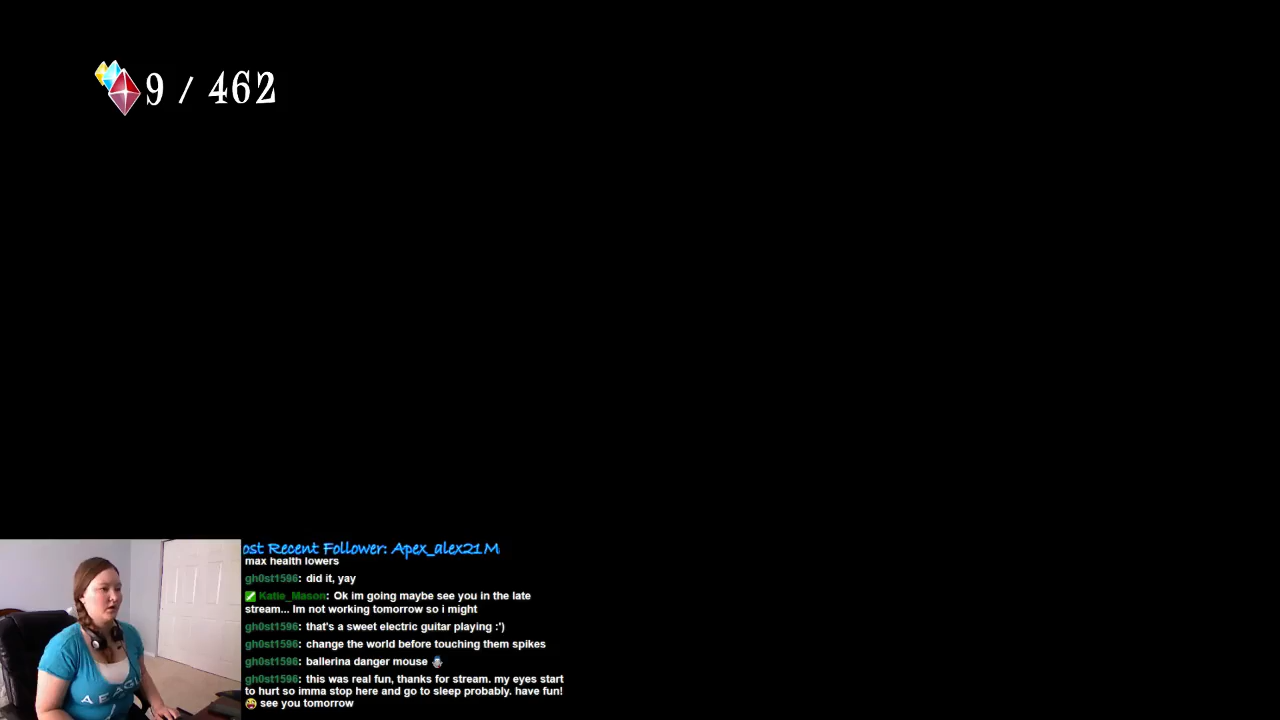 9 / 462
ost Recent Follower: Apex_alex21 M
max health lowers
gh0st1596: did it, yay
Katie_Mason: Ok im going maybe see you in the late
stream... Im not working tomorrow so i might
gh0st1596: that's a sweet electric guitar playing :')
gh0st1596: change the world before touching them spikes
gh0st1596: ballerina danger mouse
gh0st1596: this was real fun, thanks for stream. my eyes start
to hurt so imma stop here and go to sleep probably. have fun!
see you tomorrow